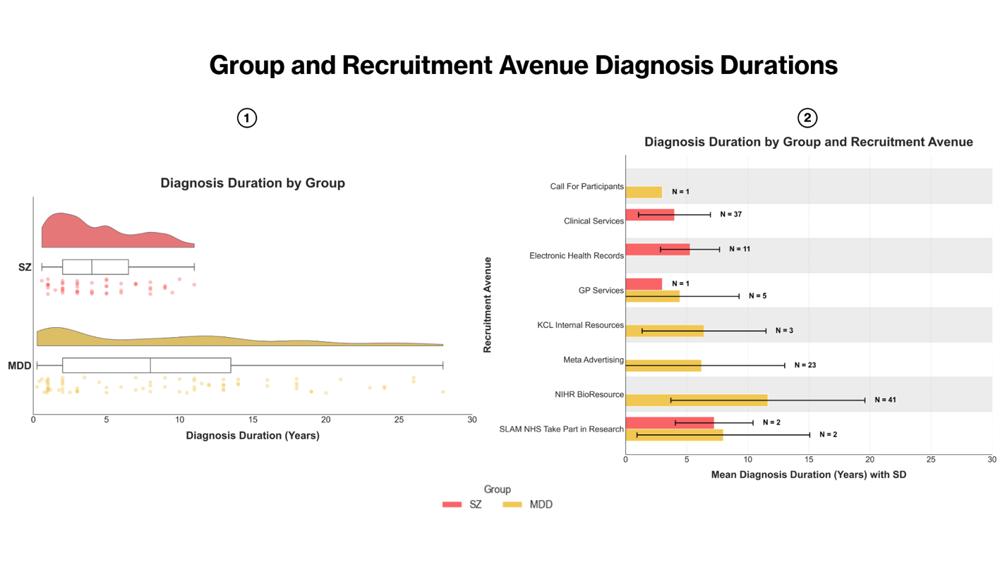 Group and Recruitment Avenue Diagnosis Durations
1
Diagnosis Duration by Group
SZ
MDD
0 5 10 15 20 25 30
Diagnosis Duration (Years)
2
Diagnosis Duration by Group and Recruitment Avenue
Recruitment Avenue
Call For Participants
N = 1
Clinical Services
N = 37
Electronic Health Records
N = 11
GP Services
N = 1
N = 5
KCL Internal Resources
N = 3
Meta Advertising
N = 23
NIHR BioResource
N = 41
SLAM NHS Take Part in Research
N = 2
N = 2
0 5 10 15 20 25 30
Mean Diagnosis Duration (Years) with SD
Group
SZ MDD